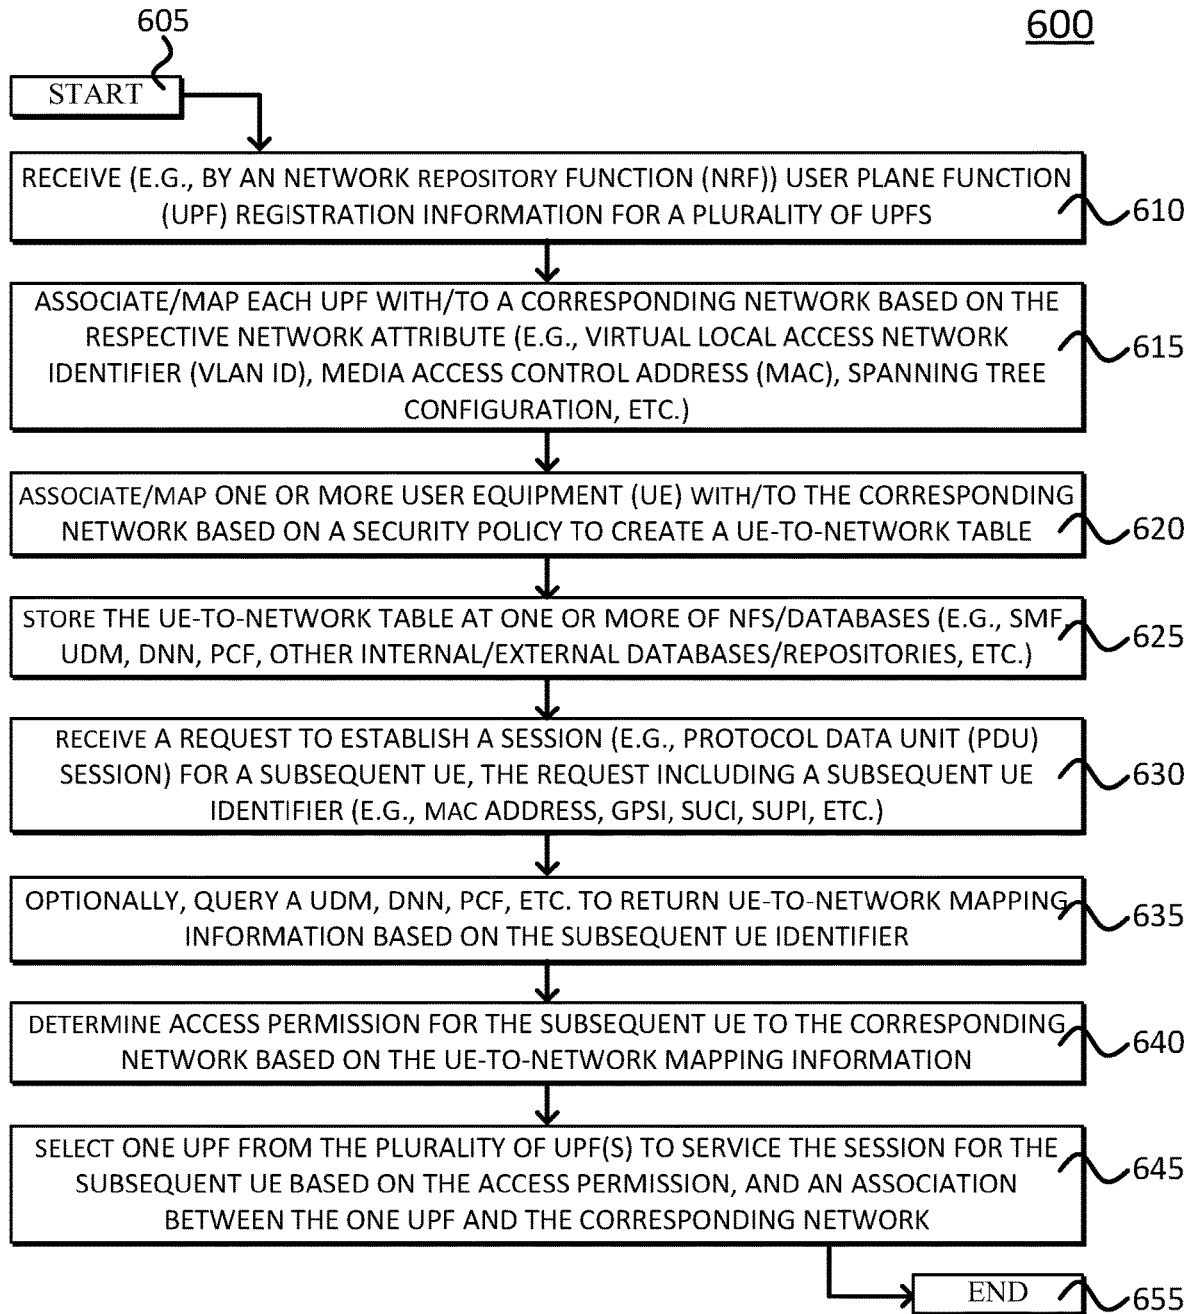 605
600
START
RECEIVE (E.G., BY AN NETWORK REPOSITORY FUNCTION (NRF)) USER PLANE FUNCTION
(UPF) REGISTRATION INFORMATION FOR A PLURALITY OF UPFS
610
ASSOCIATE/MAP EACH UPF WITH/TO A CORRESPONDING NETWORK BASED ON THE
RESPECTIVE NETWORK ATTRIBUTE (E.G., VIRTUAL LOCAL ACCESS NETWORK
IDENTIFIER (VLAN ID), MEDIA ACCESS CONTROL ADDRESS (MAC), SPANNING TREE
CONFIGURATION, ETC.)
615
ASSOCIATE/MAP ONE OR MORE USER EQUIPMENT (UE) WITH/TO THE CORRESPONDING
NETWORK BASED ON A SECURITY POLICY TO CREATE A UE-TO-NETWORK TABLE
620
STORE THE UE-TO-NETWORK TABLE AT ONE OR MORE OF NFS/DATABASES (E.G., SMF,
UDM, DNN, PCF, OTHER INTERNAL/EXTERNAL DATABASES/REPOSITORIES, ETC.)
625
RECEIVE A REQUEST TO ESTABLISH A SESSION (E.G., PROTOCOL DATA UNIT (PDU)
SESSION) FOR A SUBSEQUENT UE, THE REQUEST INCLUDING A SUBSEQUENT UE
IDENTIFIER (E.G., MAC ADDRESS, GPSI, SUCI, SUPI, ETC.)
630
OPTIONALLY, QUERY A UDM, DNN, PCF, ETC. TO RETURN UE-TO-NETWORK MAPPING
INFORMATION BASED ON THE SUBSEQUENT UE IDENTIFIER
635
DETERMINE ACCESS PERMISSION FOR THE SUBSEQUENT UE TO THE CORRESPONDING
NETWORK BASED ON THE UE-TO-NETWORK MAPPING INFORMATION
640
SELECT ONE UPF FROM THE PLURALITY OF UPF(S) TO SERVICE THE SESSION FOR THE
SUBSEQUENT UE BASED ON THE ACCESS PERMISSION, AND AN ASSOCIATION
BETWEEN THE ONE UPF AND THE CORRESPONDING NETWORK
645
END
655